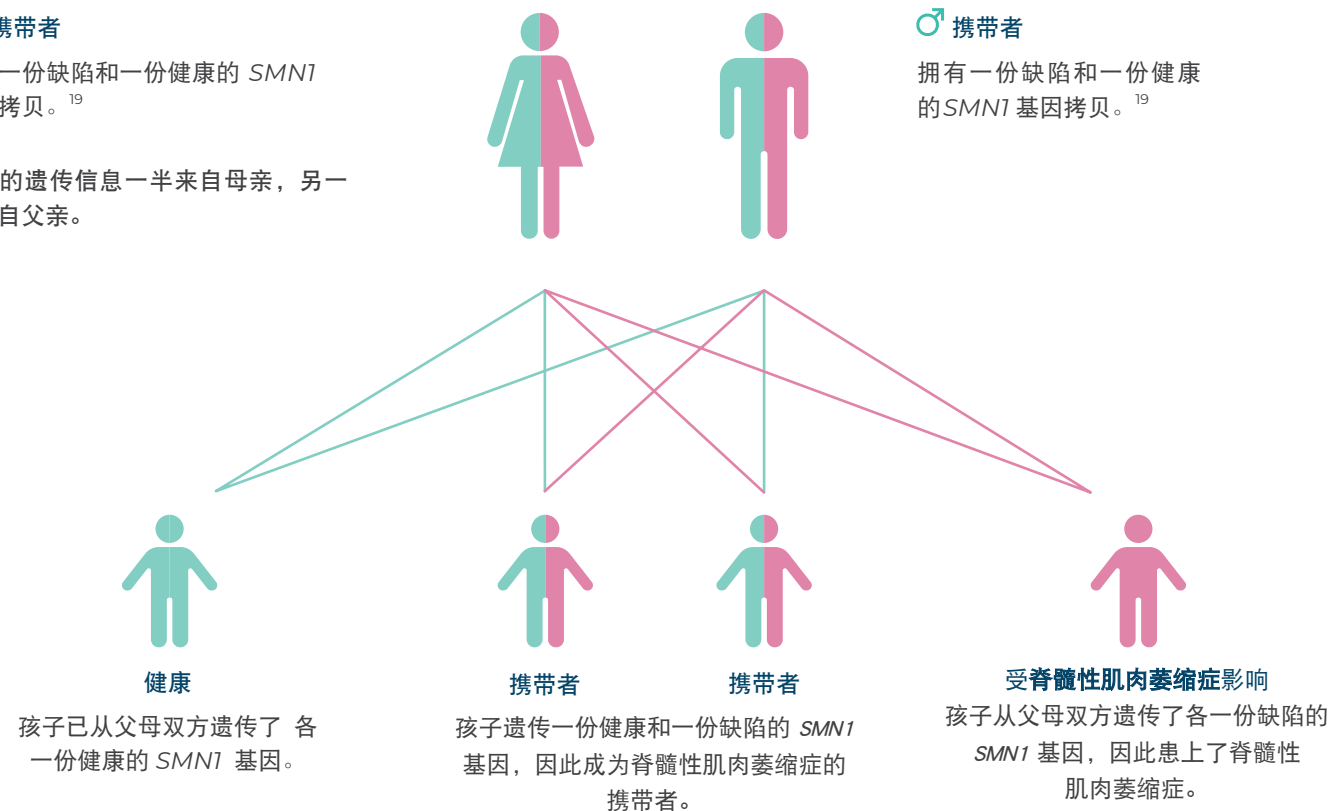 携带者
一份缺陷和一份健康的 SMN1
拷贝。19
的遗传信息一半来自母亲，另一
自父亲。
携带者
拥有一份缺陷和一份健康
的SMN1 基因拷贝。19
健康
孩子已从父母双方遗传了 各
一份健康的 SMN1 基因。
携带者
携带者
孩子遗传一份健康和一份缺陷的 SMN1
基因，因此成为脊髓性肌肉萎缩症的
携带者。
受脊髓性肌肉萎缩症影响
孩子从父母双方遗传了各一份缺陷的
SMN1 基因，因此患上了脊髓性
肌肉萎缩症。